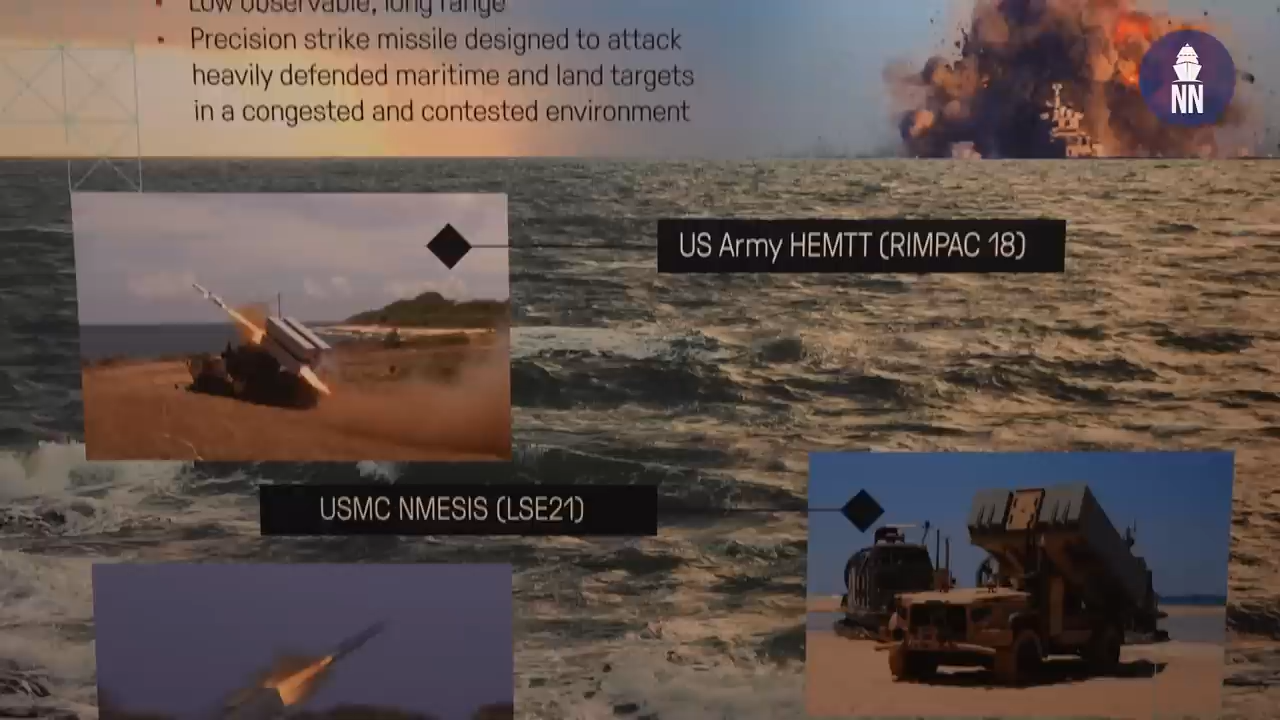 • Low observable, long range
• Precision strike missile designed to attack
heavily defended maritime and land targets
in a congested and contested environment
NN
US Army HEMTT (RIMPAC 18)
USMC NMESIS (LSE21)